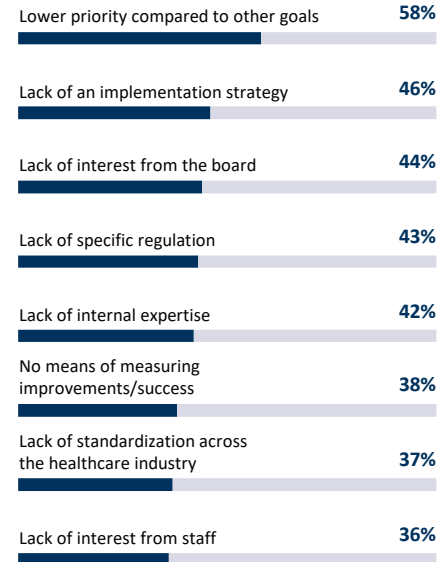 Lower priority compared to other goals 58%
Lack of an implementation strategy 46%
Lack of interest from the board 44%
Lack of specific regulation 43%
Lack of internal expertise 42%
No means of measuring
improvements/success 38%
Lack of standardization across
the healthcare industry 37%
Lack of interest from staff 36%